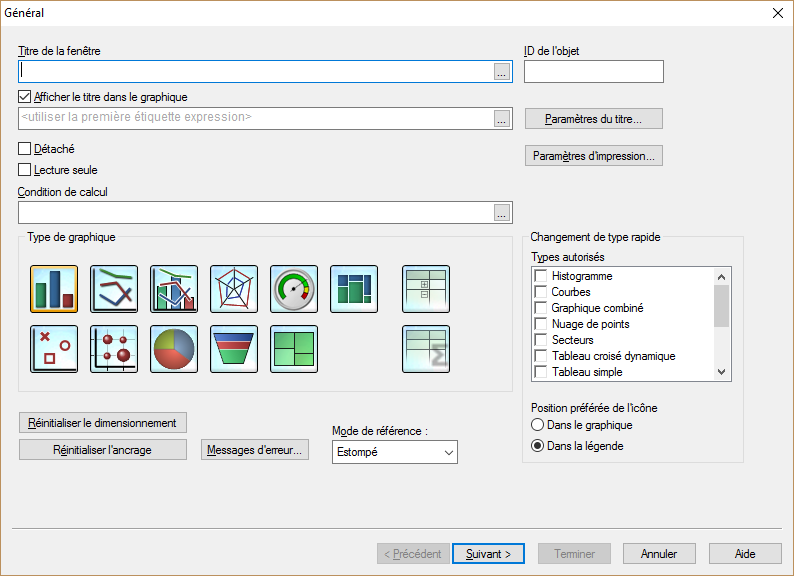 Général
Titre de la fenêtre
ID de l'objet
...
Afficher le titre dans le graphique
<utiliser la première étiquette expression>
...
Paramètres du titre...
Détaché
Paramètres d'impression...
Lecture seule
Condition de calcul
...
Type de graphique
Changement de type rapide
Types autorisés
Histogramme
Courbes
Graphique combiné
Nuage de points
Secteurs
Tableau croisé dynamique
Tableau simple
Position préférée de l'icône
Dans le graphique
Dans la légende
Réinitialiser le dimensionnement
Réinitialiser l'ancrage
Messages d'erreur...
Mode de référence :
Estompé
< Précédent
Suivant >
Terminer
Annuler
Aide